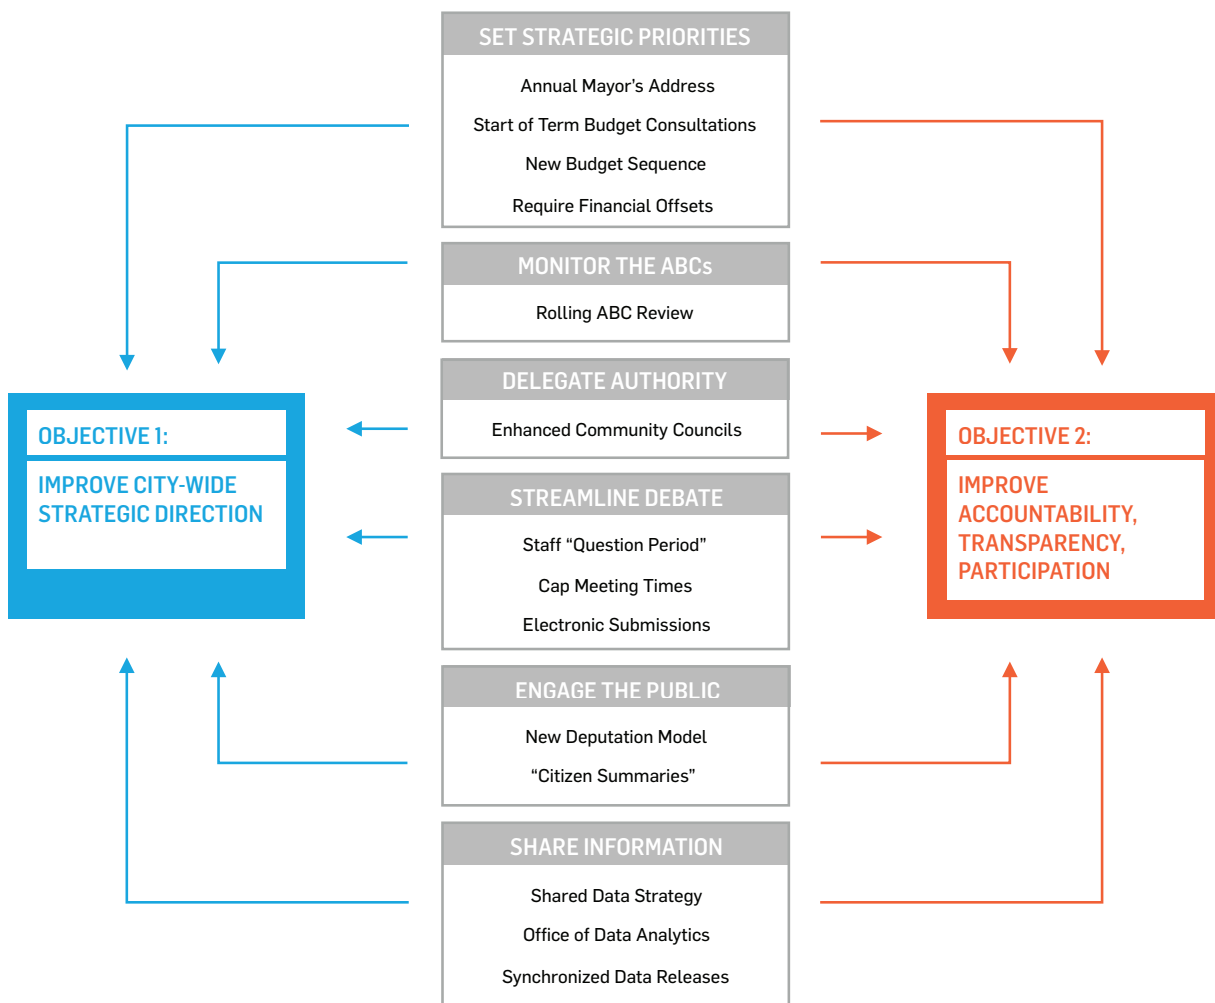 SET STRATEGIC PRIORITIES
Annual Mayor's Address
Start of Term Budget Consultations
New Budget Sequence
Require Financial Offsets
MONITOR THE ABCs
Rolling ABC Review
DELEGATE AUTHORITY
Enhanced Community Councils
OBJECTIVE 1:
IMPROVE CITY-WIDE
STRATEGIC DIRECTION
OBJECTIVE 2:
IMPROVE
ACCOUNTABILITY,
TRANSPARENCY,
PARTICIPATION
STREAMLINE DEBATE
Staff “Question Period”
Cap Meeting Times
Electronic Submissions
ENGAGE THE PUBLIC
New Deputation Model
“Citizen Summaries”
SHARE INFORMATION
Shared Data Strategy
Office of Data Analytics
Synchronized Data Releases